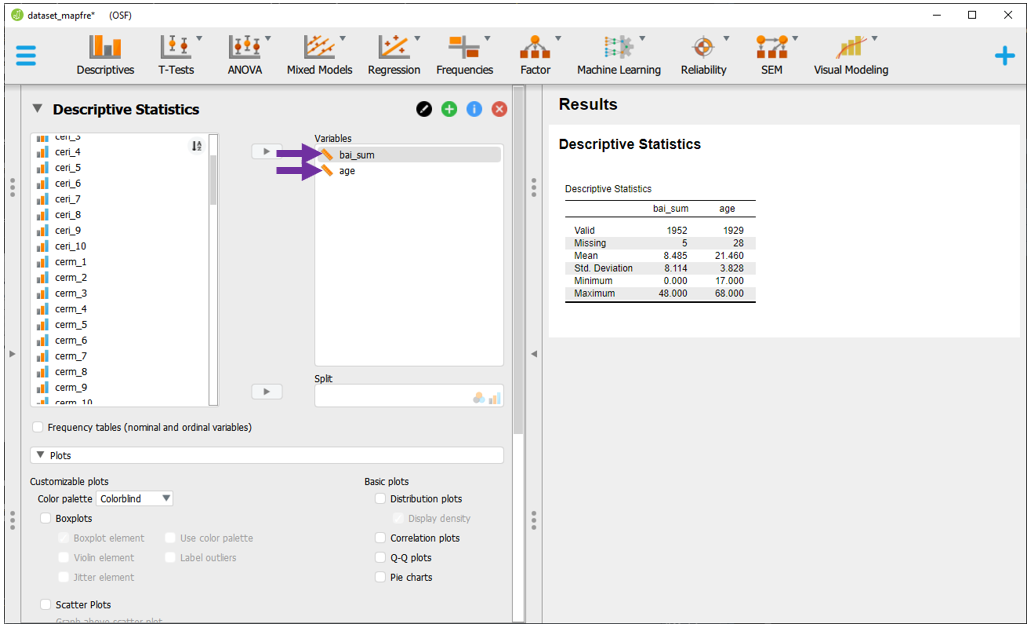 dataset_mapfre* (OSF)
Descriptives
T-Tests
ANOVA
Mixed Models
Regression
Frequencies
Factor
Machine Learning
Reliability
SEM
Visual Modeling
Descriptive Statistics
ceri_3
ceri_4
ceri_5
ceri_6
ceri_7
ceri_8
ceri_9
ceri_10
cerm_1
cerm_2
cerm_3
cerm_4
cerm_5
cerm_6
cerm_7
cerm_8
cerm_9
cerm_10
Variables
bai_sum
age
Split
Frequency tables (nominal and ordinal variables)
Plots
Customizable plots
Color palette Colorblind
Boxplots
Boxplot element Use color palette
Violin element Label outliers
Jitter element
Scatter Plots
Graph above scatter plot
Basic plots
Distribution plots
Display density
Correlation plots
Q-Q plots
Pie charts
Results
Descriptive Statistics
Descriptive Statistics
bai_sum age
Valid 1952 1929
Missing 5 28
Mean 8.485 21.460
Std. Deviation 8.114 3.828
Minimum 0.000 17.000
Maximum 48.000 68.000